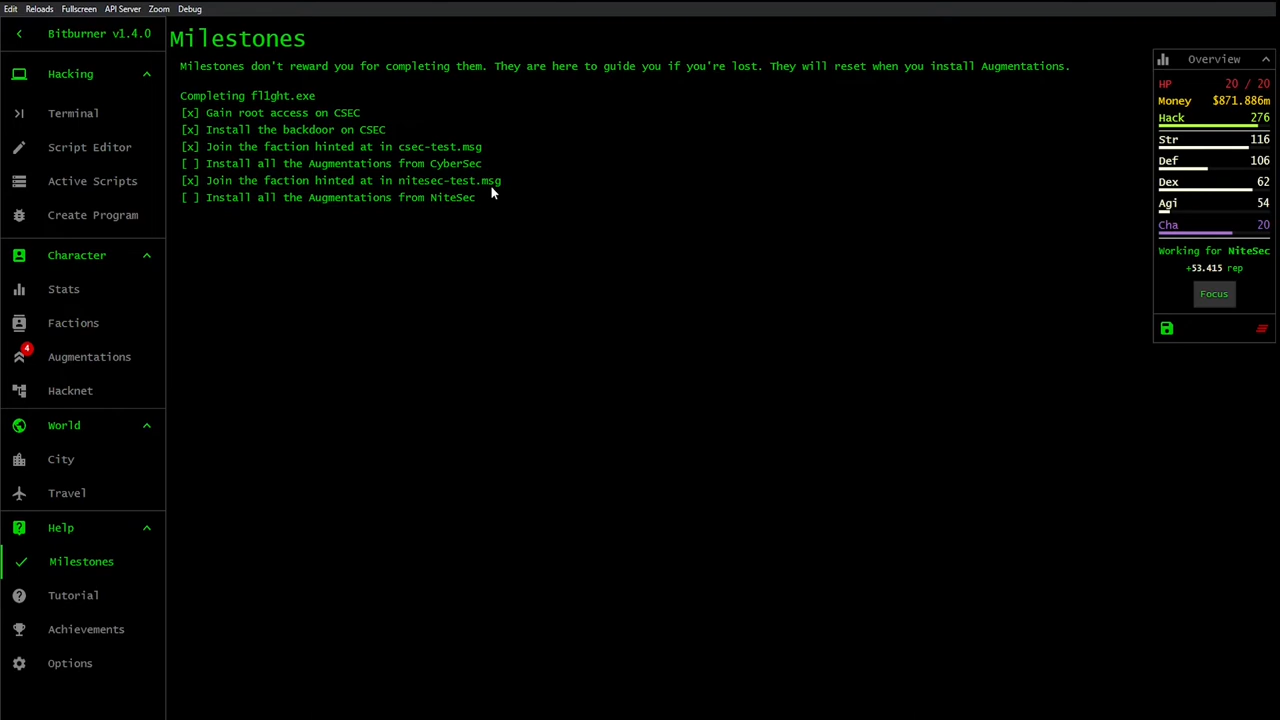 Edit Reloads Fullscreen API Server Zoom Debug
Bitburner v1.4.0
Hacking
Terminal
Script Editor
Active Scripts
Create Program
Character
Stats
Factions
4
Augmentations
Hacknet
World
City
Travel
Help
Milestones
Tutorial
Achievements
Options
Milestones
Milestones don't reward you for completing them. They are here to guide you if you're lost. They will reset when you install Augmentations.
Completing fl1ght.exe
[x] Gain root access on CSEC
[x] Install the backdoor on CSEC
[x] Join the faction hinted at in csec-test.msg
[ ] Install all the Augmentations from CyberSec
[x] Join the faction hinted at in nitesec-test.msg
[ ] Install all the Augmentations from NiteSec
Overview
HP 20 / 20
Money $871.886m
Hack 276
Str 116
Def 106
Dex 62
Agi 54
Cha 20
Working for NiteSec
+53.415 rep
Focus